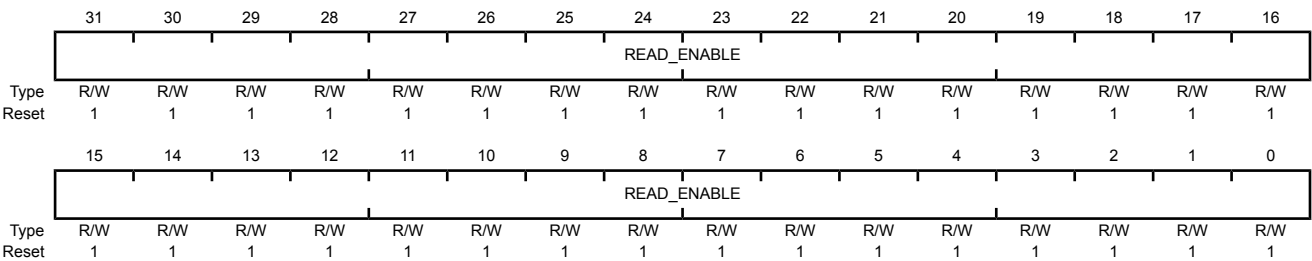 31 30 29 28 27 26 25 24 23 22 21 20 19 18 17 16
READ_ENABLE
Type R/W R/W R/W R/W R/W R/W R/W R/W R/W R/W R/W R/W R/W R/W R/W R/W
Reset 1 1 1 1 1 1 1 1 1 1 1 1 1 1 1 1
15 14 13 12 11 10 9 8 7 6 5 4 3 2 1 0
READ_ENABLE
Type R/W R/W R/W R/W R/W R/W R/W R/W R/W R/W R/W R/W R/W R/W R/W R/W
Reset 1 1 1 1 1 1 1 1 1 1 1 1 1 1 1 1